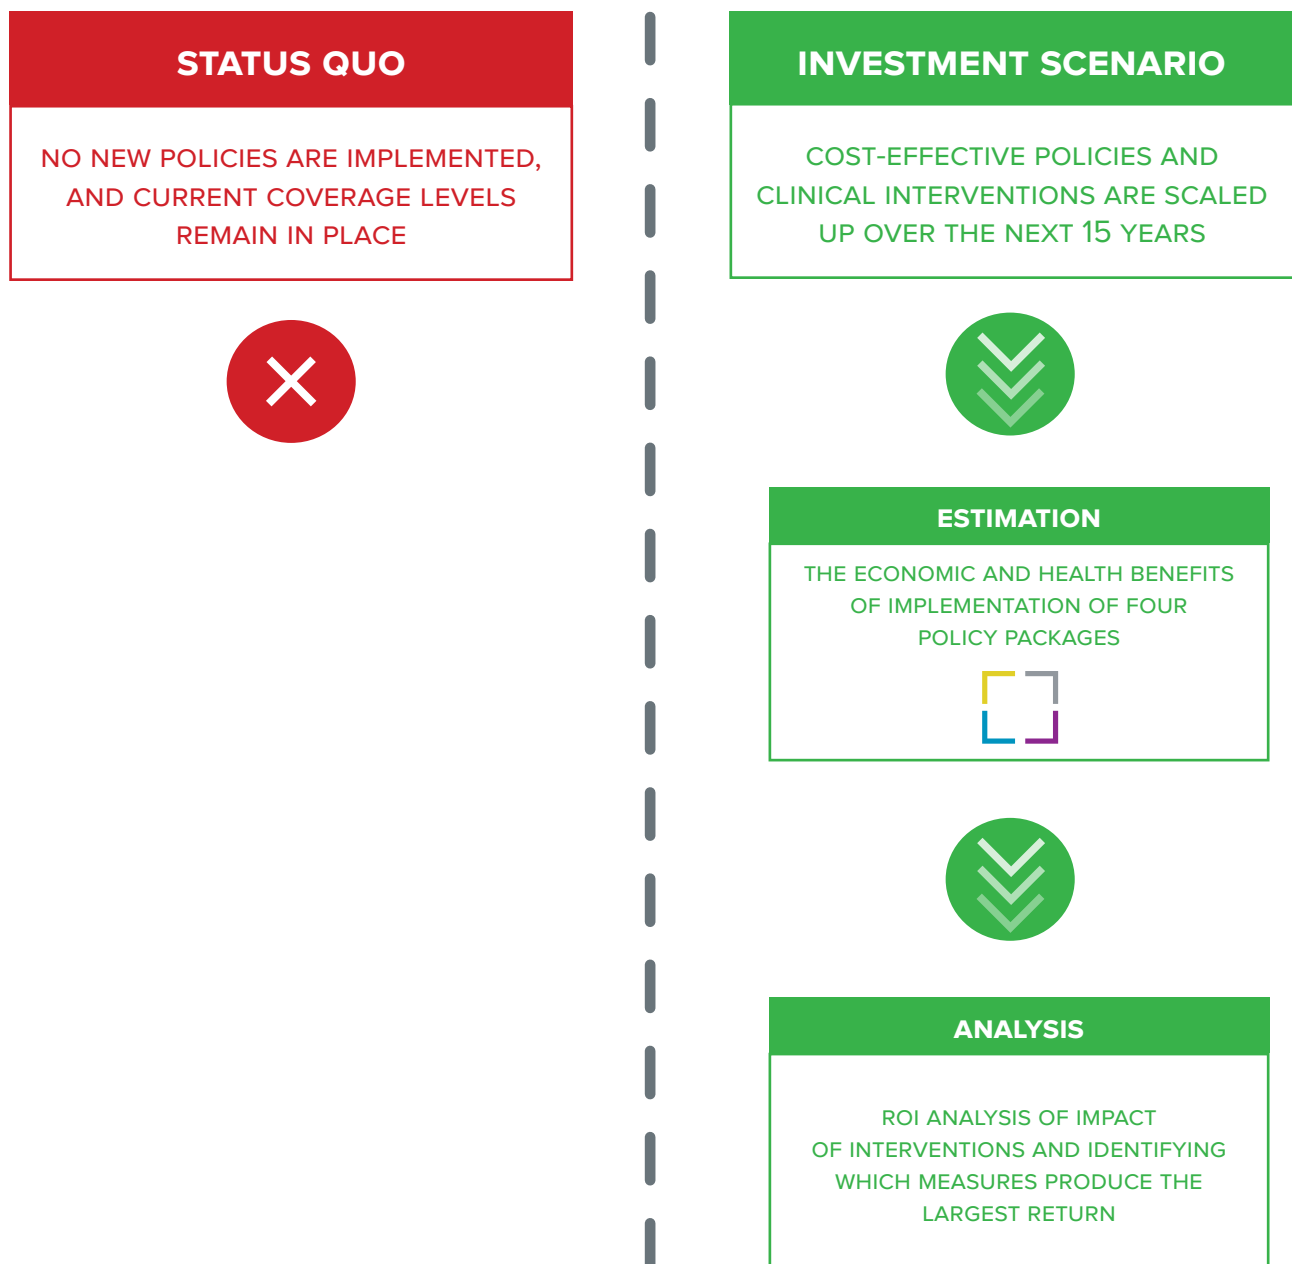 STATUS QUO
NO NEW POLICIES ARE IMPLEMENTED,
AND CURRENT COVERAGE LEVELS
REMAIN IN PLACE
INVESTMENT SCENARIO
COST-EFFECTIVE POLICIES AND
CLINICAL INTERVENTIONS ARE SCALED
UP OVER THE NEXT 15 YEARS
ESTIMATION
THE ECONOMIC AND HEALTH BENEFITS
OF IMPLEMENTATION OF FOUR
POLICY PACKAGES
ANALYSIS
ROI ANALYSIS OF IMPACT
OF INTERVENTIONS AND IDENTIFYING
WHICH MEASURES PRODUCE THE
LARGEST RETURN